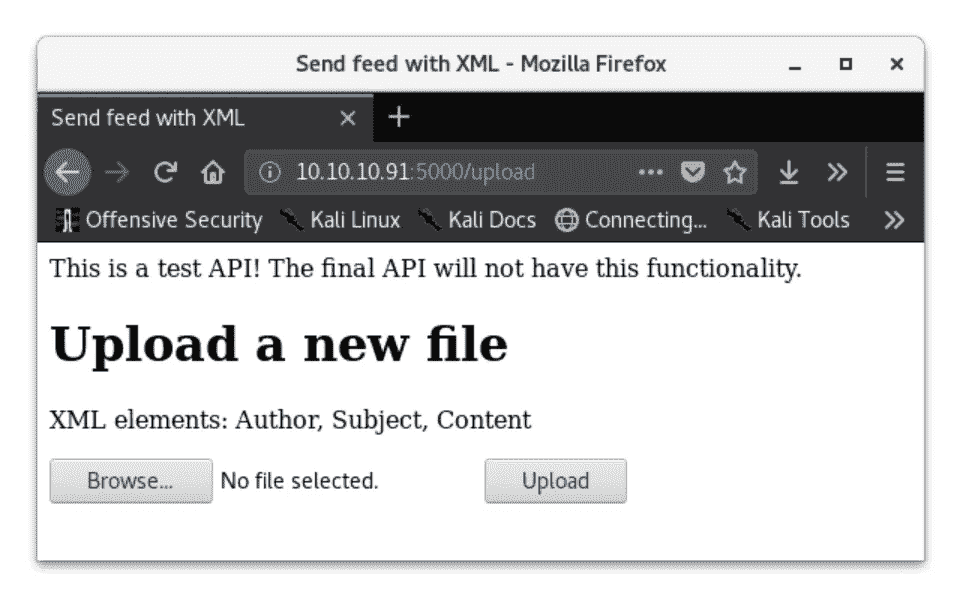 Send feed with XML - Mozilla Firefox
Send feed with XML
10.10.10.91:5000/upload
Offensive Security Kali Linux Kali Docs Connecting... Kali Tools
This is a test API! The final API will not have this functionality.
Upload a new file
XML elements: Author, Subject, Content
Browse... No file selected. Upload